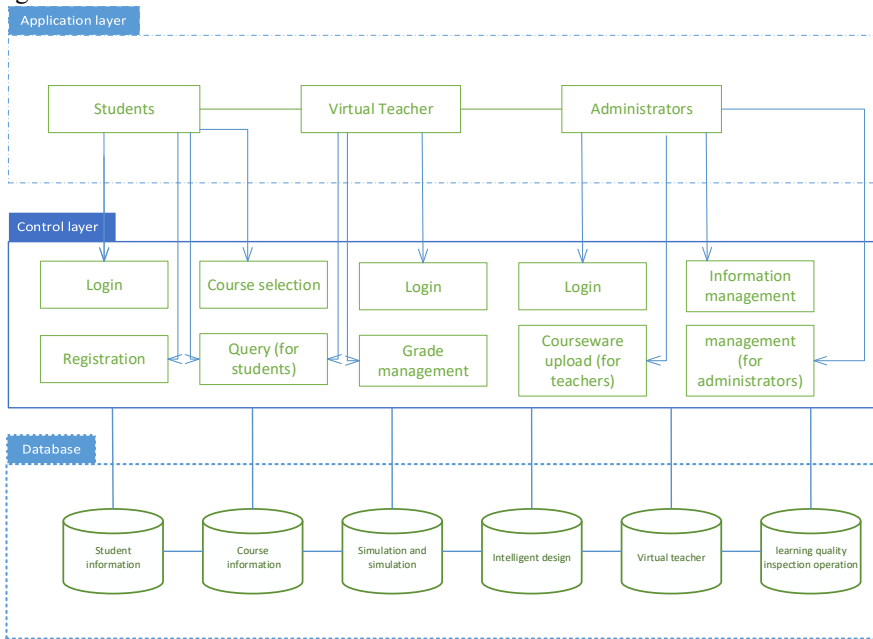 Application layer
Students
Virtual Teacher
Administrators
Control layer
Login
Course selection
Login
Login
Information
management
Registration
Query (for
students)
Grade
management
Courseware
upload (for
teachers)
management
(for
administrators)
Database
Student
information
Course
information
Simulation and
simulation
Intelligent design
Virtual teacher
learning quality
inspection operation